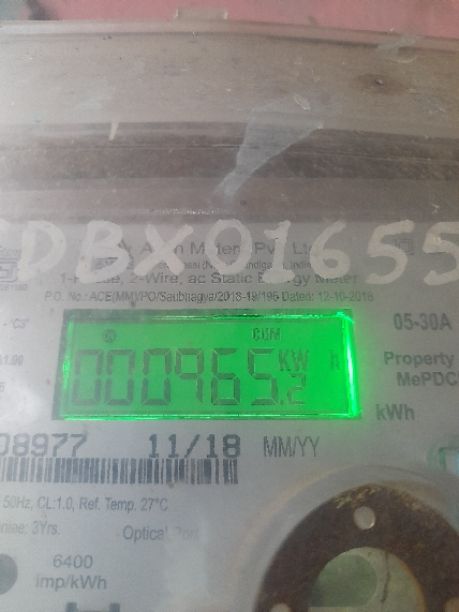 DBX01655
1-Phase, 2-Wire, ac Static Energy Meter
P.O. No.: ACE(MM)/PO/Saubhagya/2018-19/195 Dated: 12-10-2018
05-30A
CUM
000965.2 KW h
Property
MePDC
kWh
08977 11/18 MM/YY
50Hz, CL:1.0, Ref. Temp. 27°C
3Yrs. Optical Port
6400
imp/kWh